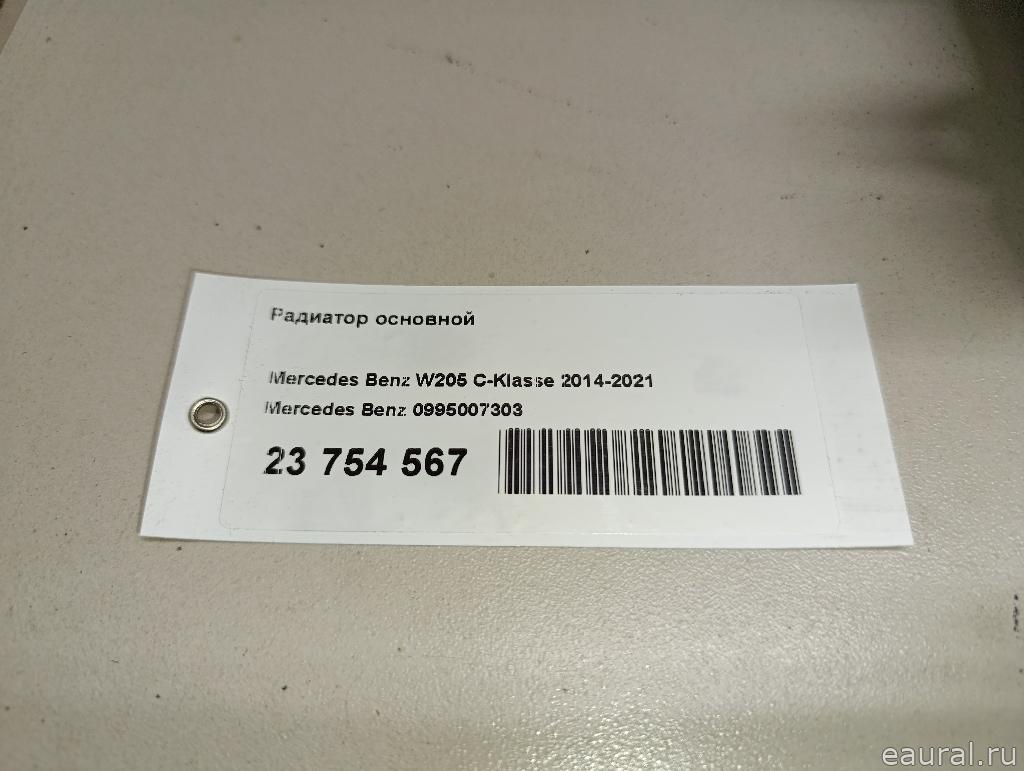 Радиатор основной
Mercedes Benz W205 C-Klasse 2014-2021
Mercedes Benz 0995007303
23 754 567
eaural.ru